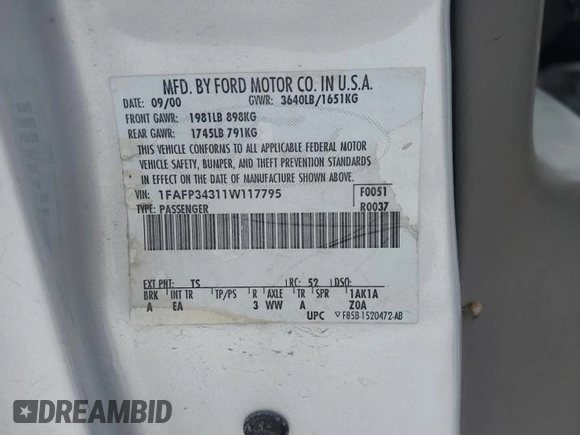 MFD. BY FORD MOTOR CO. IN U.S.A.
DATE: 09/00 GVWR: 3640LB/1651KG
FRONT GAWR: 1981LB 898KG
REAR GAWR: 1745LB 791KG
THIS VEHICLE CONFORMS TO ALL APPLICABLE FEDERAL MOTOR
VEHICLE SAFETY, BUMPER, AND THEFT PREVENTION STANDARDS
IN EFFECT ON THE DATE OF MANUFACTURE SHOWN ABOVE.
VIN: 1FAFP34311W117795 F0051
TYPE: PASSENGER R0037
EXT PNT: TS RC: 52 DSO:
BRK INT TR TP/PS R AXLE TR SPR 1AK1A
A EA 3 WW A Z0A
UPC F85B-1520472-AB
DREAMBID